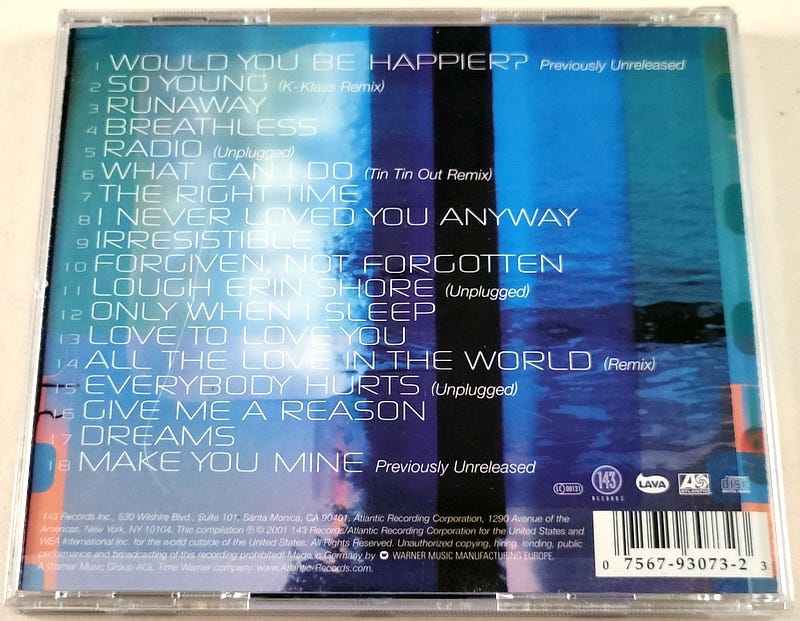 1 WOULD YOU BE HAPPIER? Previously Unreleased
2 SO YOUNG (K-Klass Remix)
3 RUNAWAY
4 BREATHLESS
5 RADIO (Unplugged)
6 WHAT CAN I DO (Tin Tin Out Remix)
7 THE RIGHT TIME
8 I NEVER LOVED YOU ANYWAY
9 IRRESISTIBLE
10 FORGIVEN, NOT FORGOTTEN
11 LOUGH ERIN SHORE (Unplugged)
12 ONLY WHEN I SLEEP
13 LOVE TO LOVE YOU
14 ALL THE LOVE IN THE WORLD (Remix)
15 EVERYBODY HURTS (Unplugged)
16 GIVE ME A REASON
17 DREAMS
18 MAKE YOU MINE Previously Unreleased
LC 00121
143 RECORDS
LAVA
ATLANTIC
disc
143 Records Inc., 530 Wilshire Blvd., Suite 101, Santa Monica, CA 90401. Atlantic Recording Corporation, 1290 Avenue of the
Americas, New York, NY 10104. This compilation ℗ © 2001 143 Records/Atlantic Recording Corporation for the United States and
WEA International Inc. for the world outside of the United States. All Rights Reserved. Unauthorized copying, hiring, lending, public
performance and broadcasting of this recording prohibited! Made in Germany by WARNER MUSIC MANUFACTURING EUROPE.
A Warner Music Group AOL Time Warner company. www.Atlantic-Records.com.
0 7567-93073-2 3